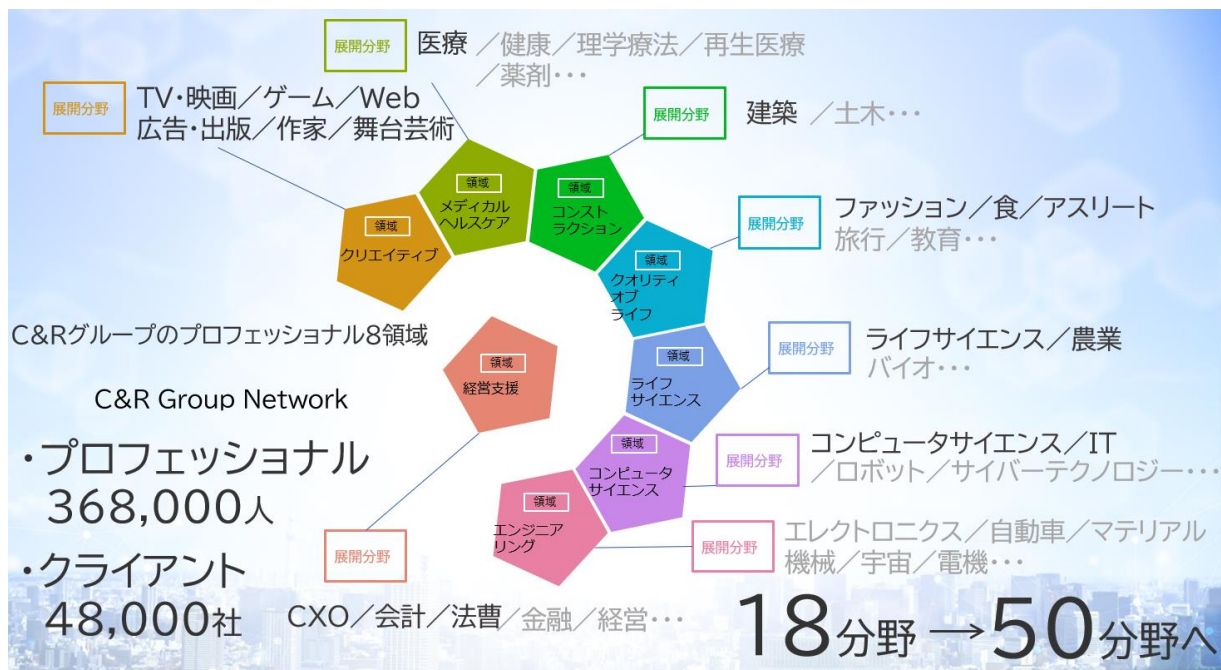 展開分野
医療 ／健康／理学療法／再生医療
／薬剤・・・
展開分野
TV・映画／ゲーム／Web
広告・出版／作家／舞台芸術
展開分野
建築 ／土木・・・
領域
メディカル
ヘルスケア
領域
コンスト
ラクション
領域
クリエイティブ
展開分野
ファッション／食／アスリート
旅行／教育・・・
領域
クオリティ
オブ
ライフ
C&Rグループのプロフェッショナル8領域
領域
経営支援
領域
ライフ
サイエンス
展開分野
ライフサイエンス／農業
バイオ・・・
C&R Group Network
・プロフェッショナル
368,000人
領域
コンピュータ
サイエンス
展開分野
コンピュータサイエンス／IT
／ロボット／サイバーテクノロジー・・・
領域
エンジニア
リング
展開分野
エレクトロニクス／自動車／マテリアル
機械／宇宙／電機・・・
・クライアント
48,000社
展開分野
CXO／会計／法曹／金融／経営・・・
18分野→50分野へ